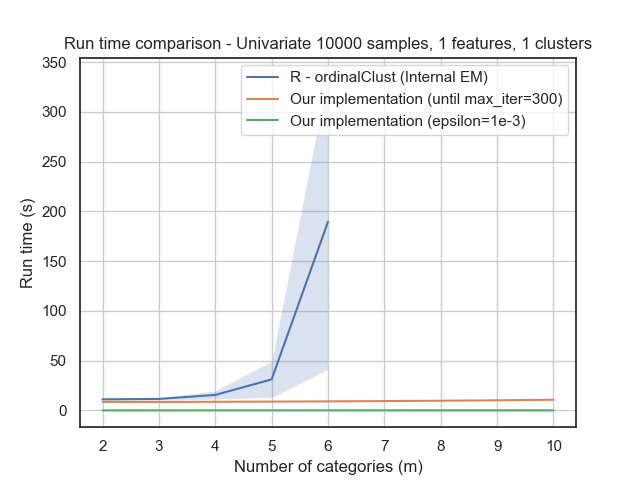 Run time comparison - Univariate 10000 samples, 1 features, 1 clusters
R - ordinalClust (Internal EM)
Our implementation (until max_iter=300)
Our implementation (epsilon=1e-3)
Run time (s)
350
300
250
200
150
100
50
0
2 3 4 5 6 7 8 9 10
Number of categories (m)